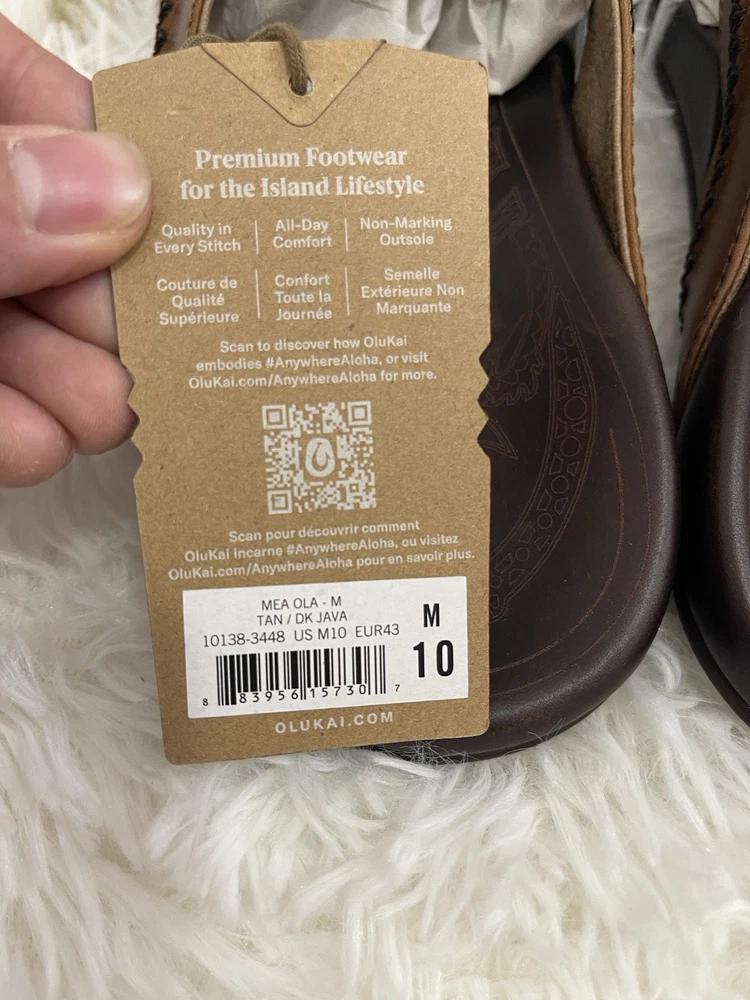 Premium Footwear
for the Island Lifestyle
Quality in
Every Stitch
All-Day
Comfort
Non-Marking
Outsole
Couture de
Qualité
Supérieure
Confort
Toute la
Journée
Semelle
Extérieure Non
Marquante
Scan to discover how OluKai
embodies #AnywhereAloha, or visit
OluKai.com/AnywhereAloha for more.
Scan pour découvrir comment
OluKai incarne #AnywhereAloha, ou visitez
OluKai.com/AnywhereAloha pour en savoir plus.
MEA OLA - M
TAN / DK JAVA
10138-3448 US M10 EUR43
M
10
8 83956 15730 7
OLUKAI.COM